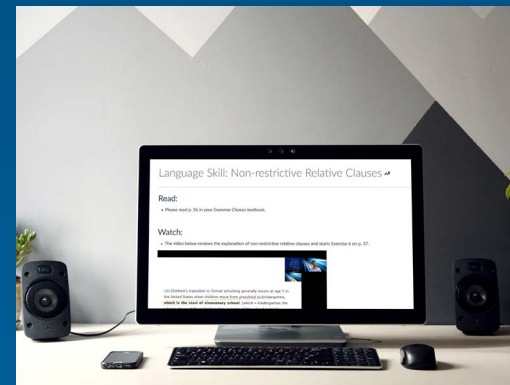 Language Skill: Non-restrictive Relative Clauses
Read:
• Please read p. 36 in your Grammar Choice textbook.
Watch:
• The video below reviews the explanation of non-restrictive relative clauses and starts Exercise 6 on p. 37.
(3) Children's transition to formal schooling generally occurs at age 5 in
the United States when children move from preschool to kindergarten,
which is the start of elementary school. (which = kindergarten; the